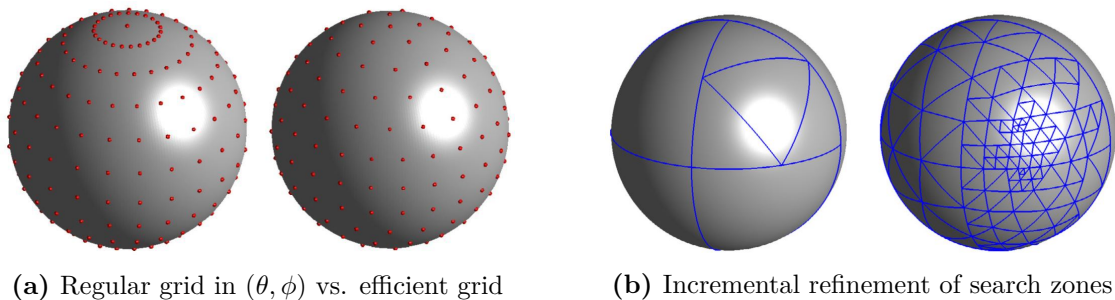 (a) Regular grid in (θ, ϕ) vs. efficient grid
(b) Incremental refinement of search zones